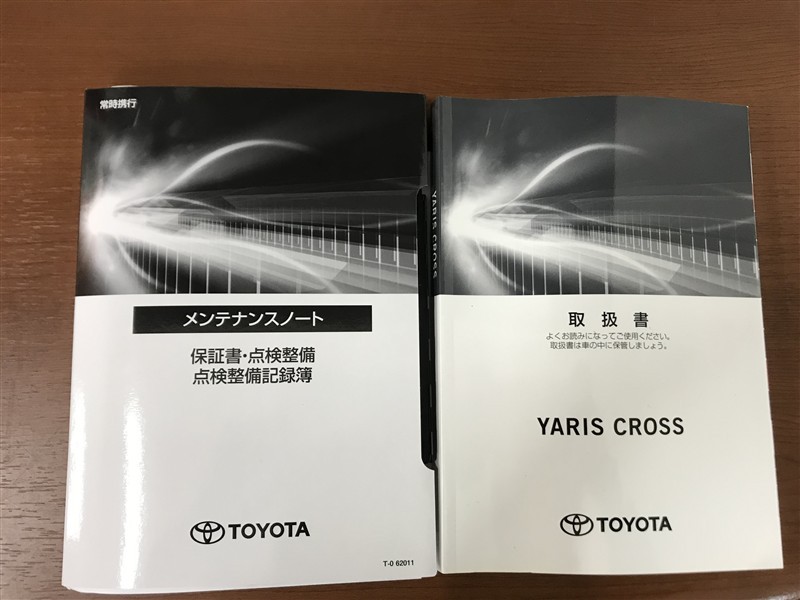 常時携行
メンテナンスノート
保証書・点検整備
点検整備記録簿
TOYOTA
T-0 62011
YARIS CROSS
取扱書
よくお読みになってご使用ください。
取扱書は車の中に保管しましょう。
YARIS CROSS
TOYOTA